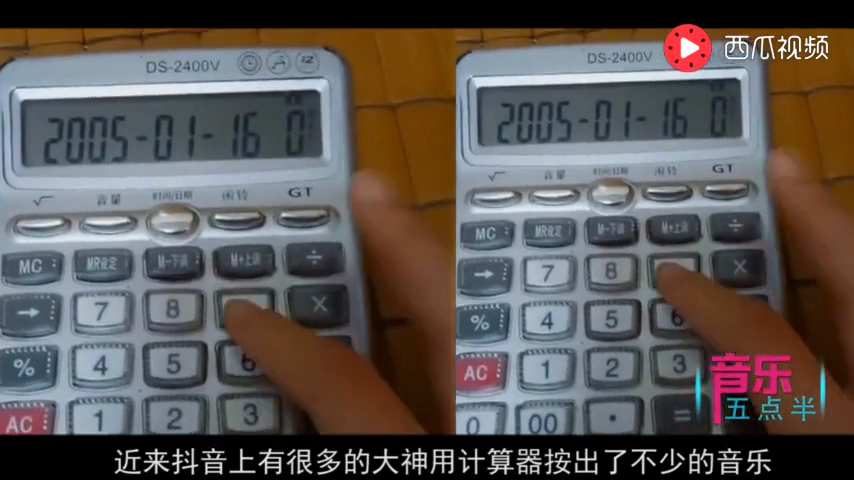 西瓜视频
DS-2400V
12
DS-2400V
2005-01-16 0
2005-01-16 0
√ 音量 时间/日期 闹铃 GT
√ 音量 时间/日期 闹铃 GT
MC MR设定 M-下调 M+上调 ÷
MC MR设定 M-下调 M+上调 ÷
→ 7 8 ×
→ 7 8 ×
% 4 5 6
% 4 5 6
AC 1 2 3
AC 1 2 3
0 00 · =
音乐
五点半
近来抖音上有很多的大神用计算器按出了不少的音乐